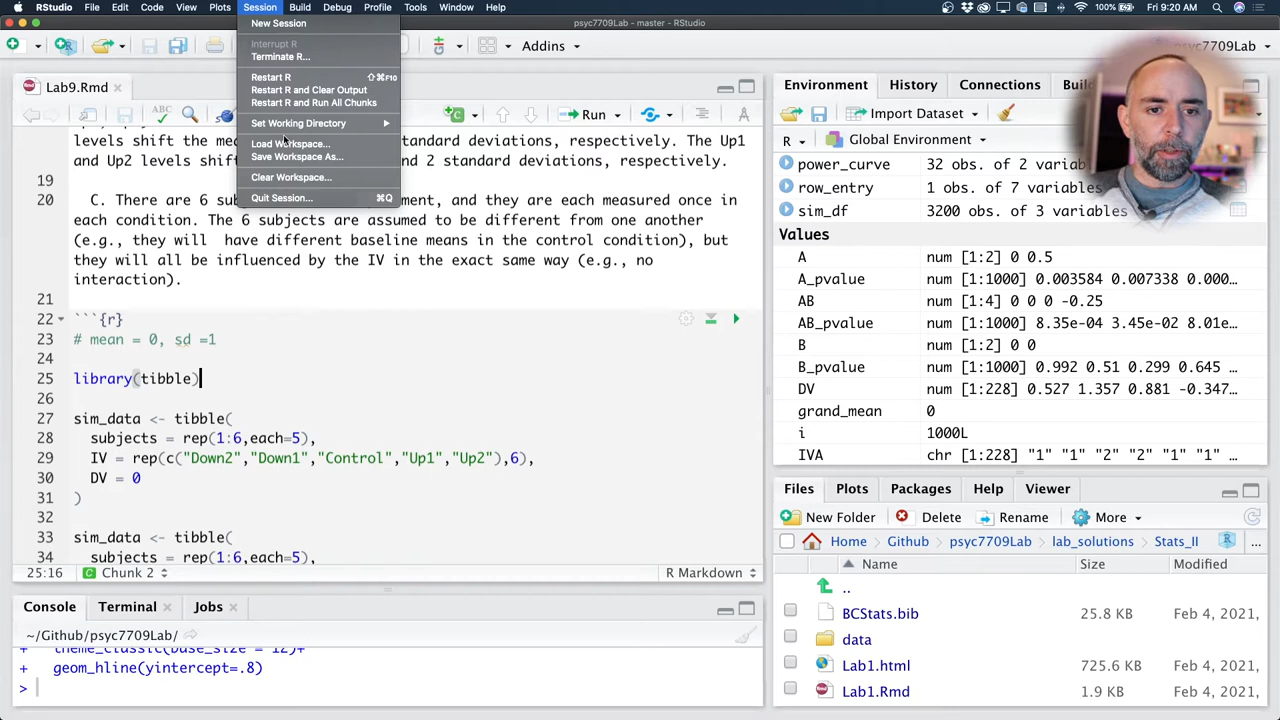 RStudio File Edit Code View Plots Session Build Debug Profile Tools Window Help 100% Fri 9:20 AM
psyc7709Lab - master - RStudio
New Session
Interrupt R
Terminate R...
Restart R ⇧⌘F10
Restart R and Clear Output
Restart R and Run All Chunks
Set Working Directory
Load Workspace...
Save Workspace As...
Clear Workspace...
Quit Session... ⌘Q
Addins
psyc7709Lab
Lab9.Rmd
ABC
Run
levels shift the me standard deviations, respectively. The Up1
and Up2 levels shif and 2 standard deviations, respectively.
19
20 C. There are 6 su ment, and they are each measured once in
each condition. The 6 subjects are assumed to be different from one another
(e.g., they will have different baseline means in the control condition), but
they will all be influenced by the IV in the exact same way (e.g., no
interaction).
21
22 ```{r}
23 # mean = 0, sd =1
24
25 library(tibble)
26
27 sim_data <- tibble(
28 subjects = rep(1:6,each=5),
29 IV = rep(c("Down2","Down1","Control","Up1","Up2"),6),
30 DV = 0
31 )
32
33 sim_data <- tibble(
34 subjects = rep(1:6,each=5),
25:16 Chunk 2 R Markdown
Console Terminal Jobs
~/Github/psyc7709Lab/
+ theme_classic(base_size = 12)+
+ geom_hline(yintercept=.8)
>
Environment History Connections Bu
Import Dataset
R Global Environment
power_curve 32 obs. of 2 variab
row_entry 1 obs. of 7 variab
sim_df 3200 obs. of 3 variables
Values
A num [1:2] 0 0.5
A_pvalue num [1:1000] 0.003584 0.007338 0.000…
AB num [1:4] 0 0 0 -0.25
AB_pvalue num [1:1000] 8.35e-04 3.45e-02 8.01e…
B num [1:2] 0 0
B_pvalue num [1:1000] 0.992 0.51 0.299 0.645 …
DV num [1:228] 0.527 1.357 0.881 -0.347…
grand_mean 0
i 1000L
IVA chr [1:228] "1" "1" "2" "2" "1" "1" …
Files Plots Packages Help Viewer
New Folder Delete Rename More
Home Github psyc7709Lab lab_solutions Stats_II ...
Name Size Modified
..
BCStats.bib 25.8 KB Feb 4, 2021,
data
Lab1.html 725.6 KB Feb 4, 2021,
Lab1.Rmd 1.9 KB Feb 4, 2021,